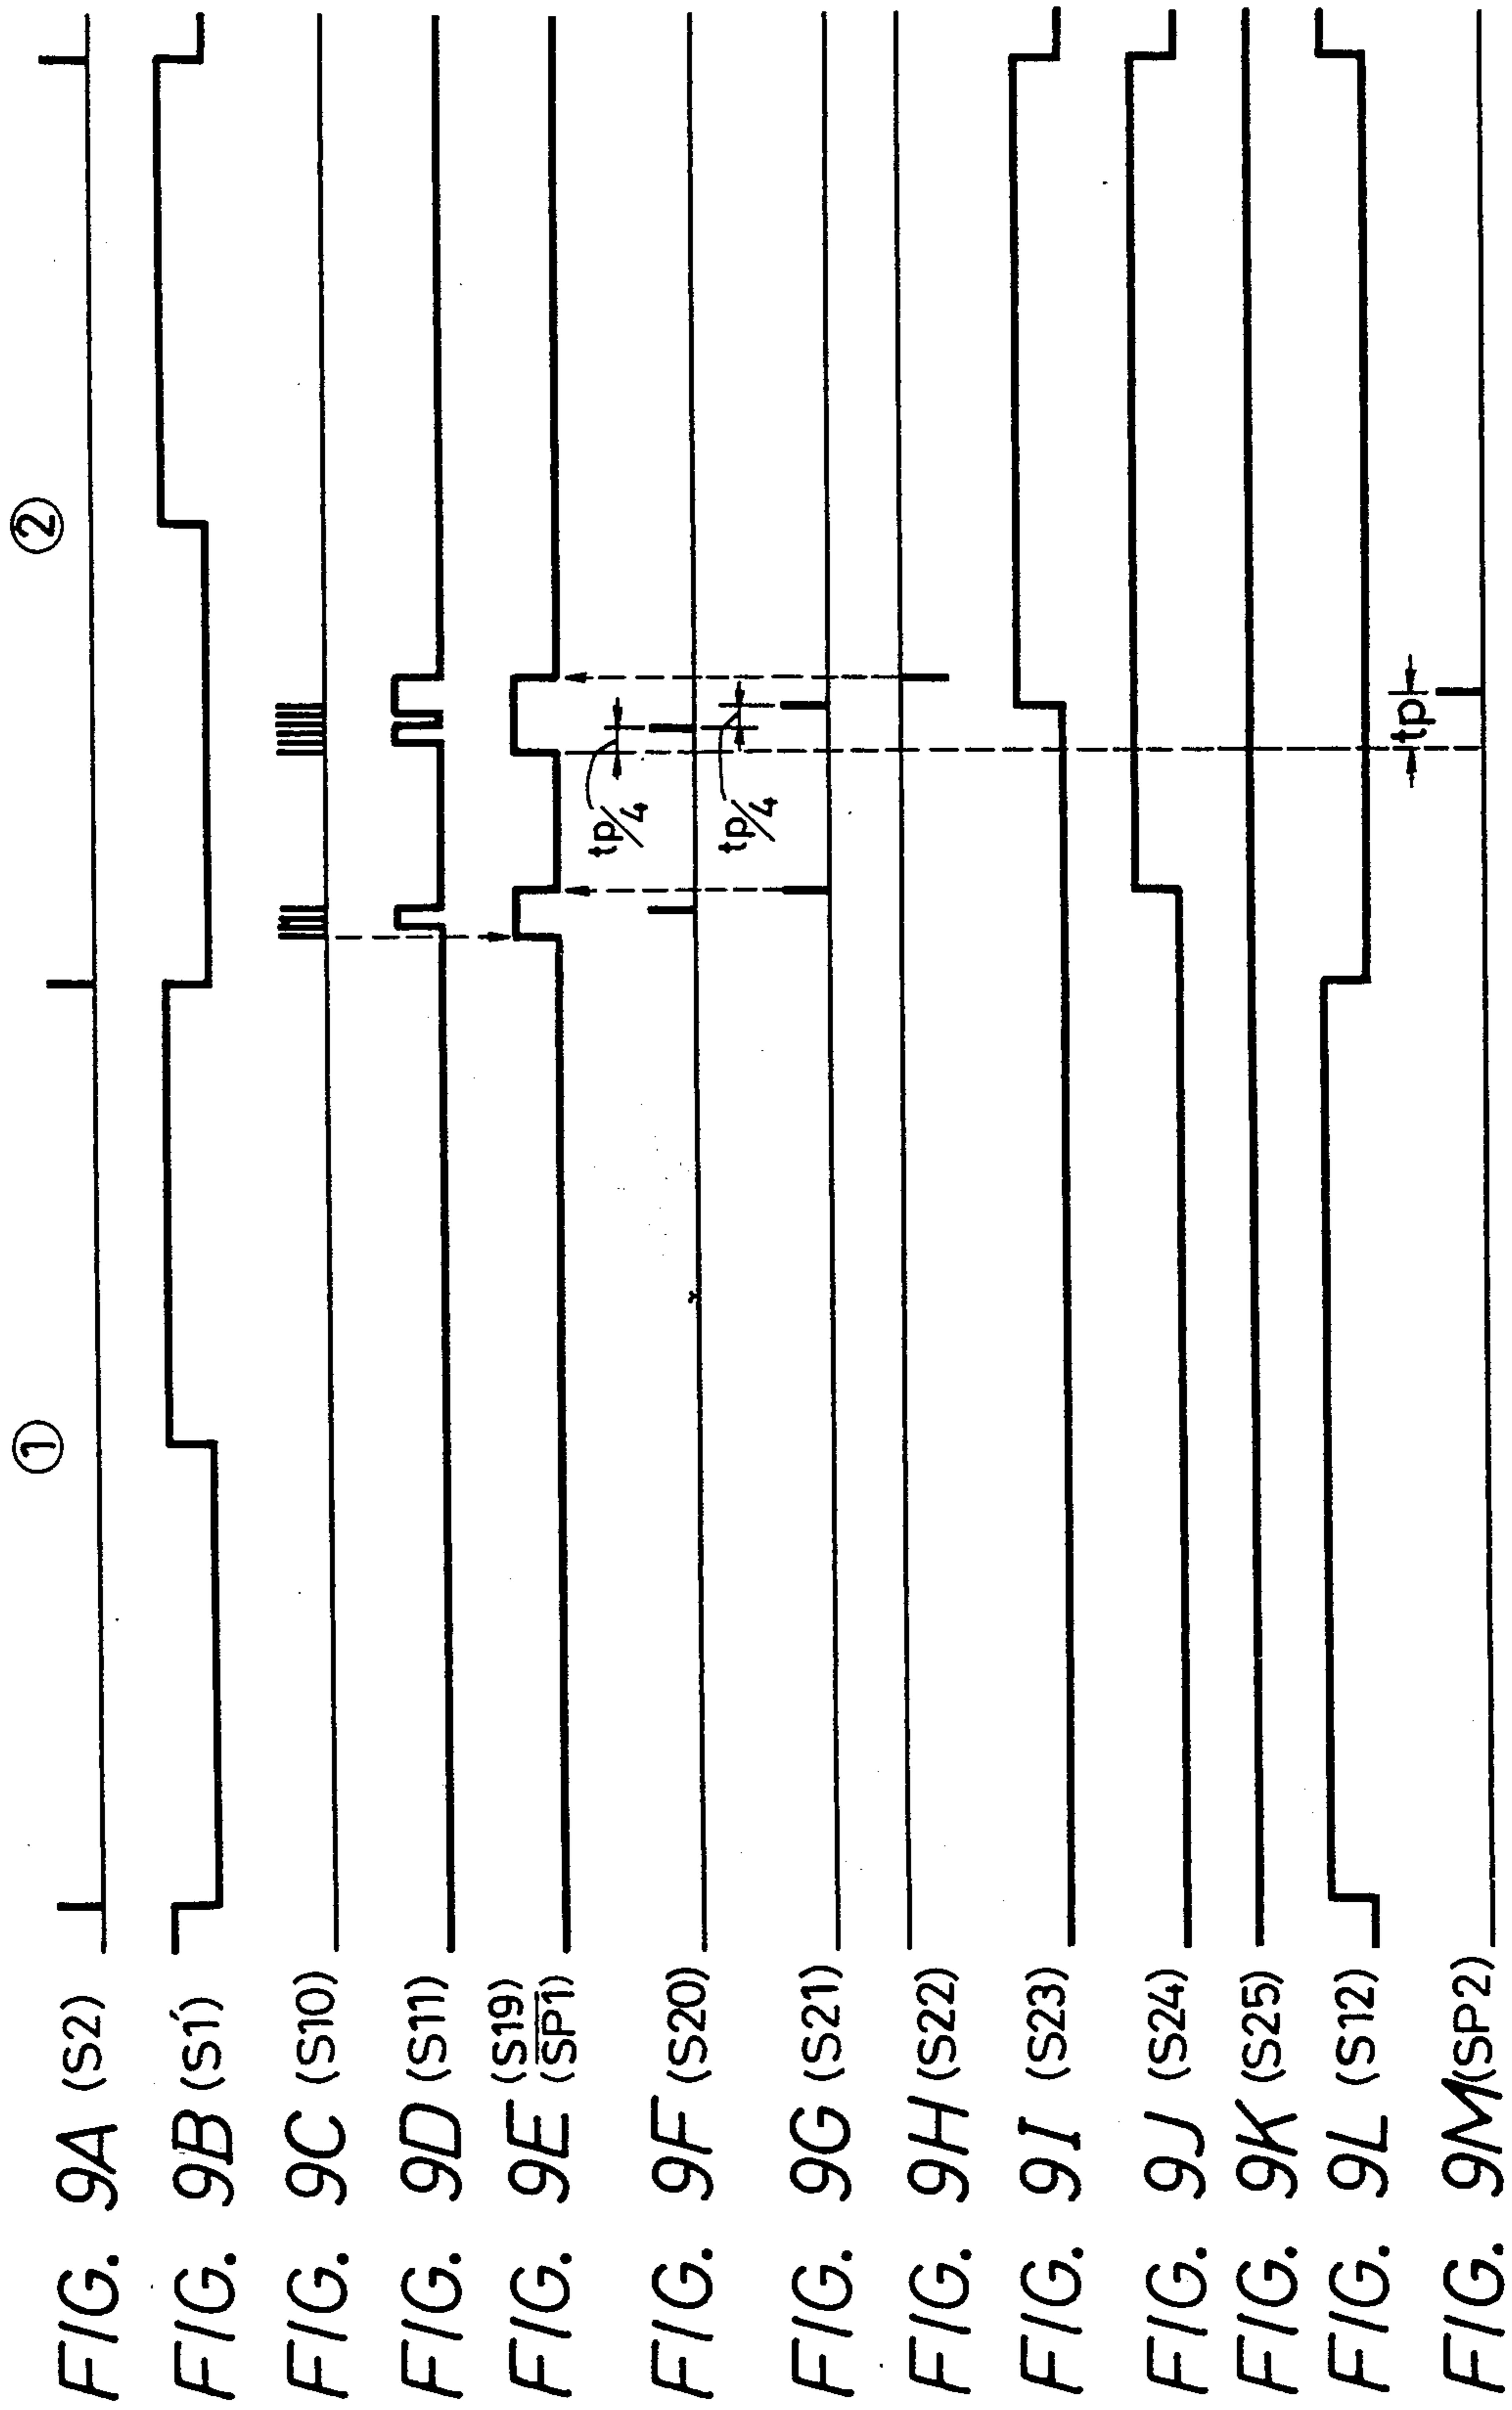 ① ②
FIG. 9A (S2)
FIG. 9B (S1')
FIG. 9C (S10)
FIG. 9D (S11)
FIG. 9E (S19)
(S̅P̅1̅)
tp/4
FIG. 9F (S20)
tp/4
FIG. 9G (S21)
FIG. 9H (S22)
FIG. 9I (S23)
FIG. 9J (S24)
FIG. 9K (S25)
FIG. 9L (S12)
tp
FIG. 9M (SP2)